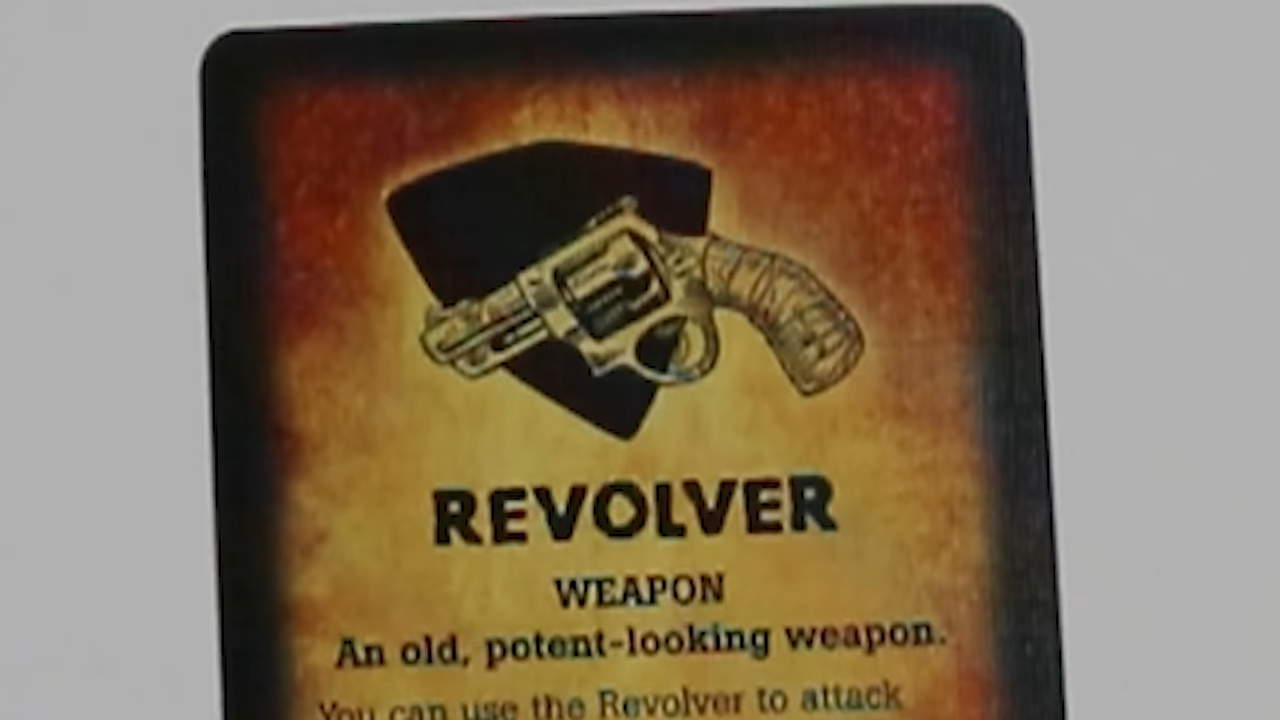 REVOLVER
WEAPON
An old, potent-looking weapon.
You can use the Revolver to attack